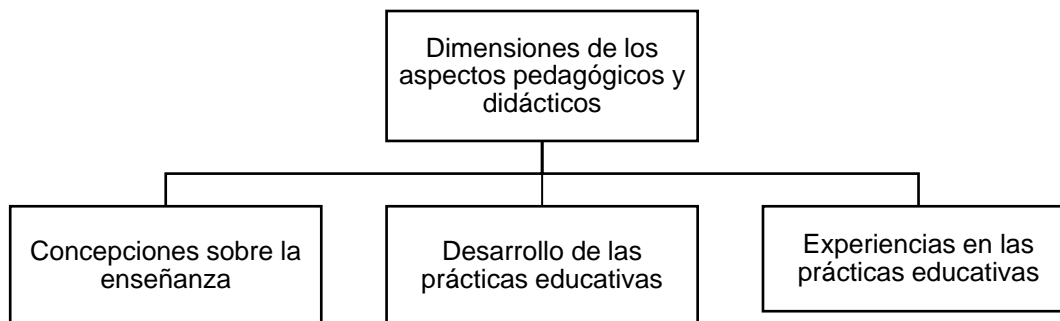 Dimensiones de los
aspectos pedagógicos y
didácticos
Concepciones sobre la
enseñanza
Desarrollo de las
prácticas educativas
Experiencias en las
prácticas educativas